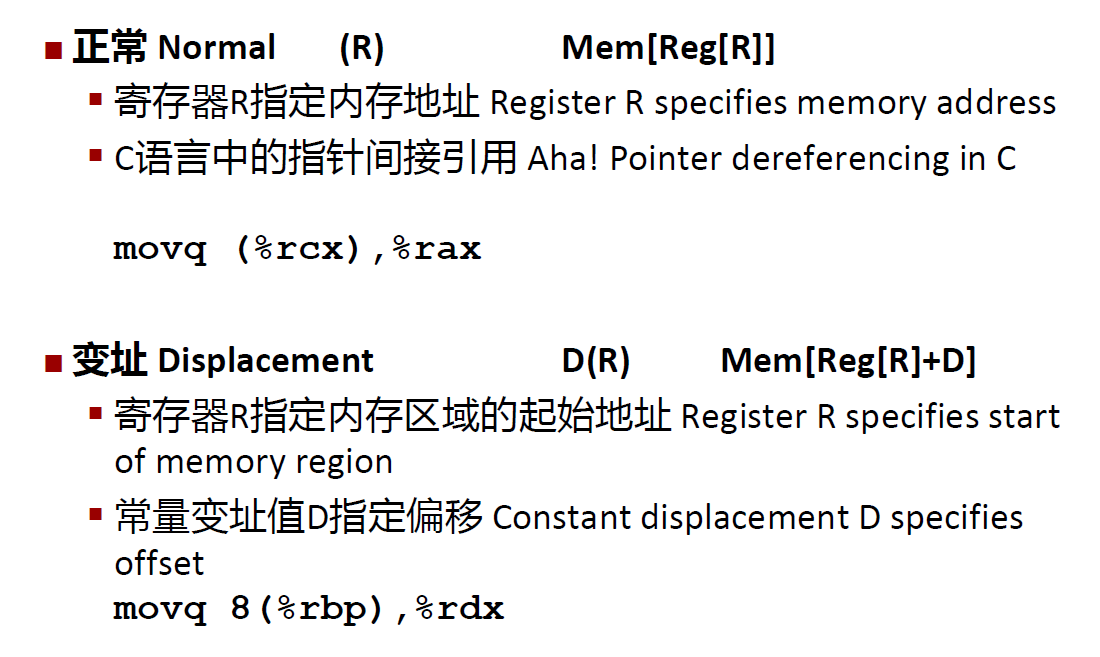 ■ 正常 Normal (R) Mem[Reg[R]]
▪ 寄存器R指定内存地址 Register R specifies memory address
▪ C语言中的指针间接引用 Aha! Pointer dereferencing in C
movq (%rcx),%rax
■ 变址 Displacement D(R) Mem[Reg[R]+D]
▪ 寄存器R指定内存区域的起始地址 Register R specifies start
of memory region
▪ 常量变址值D指定偏移 Constant displacement D specifies
offset
movq 8(%rbp),%rdx